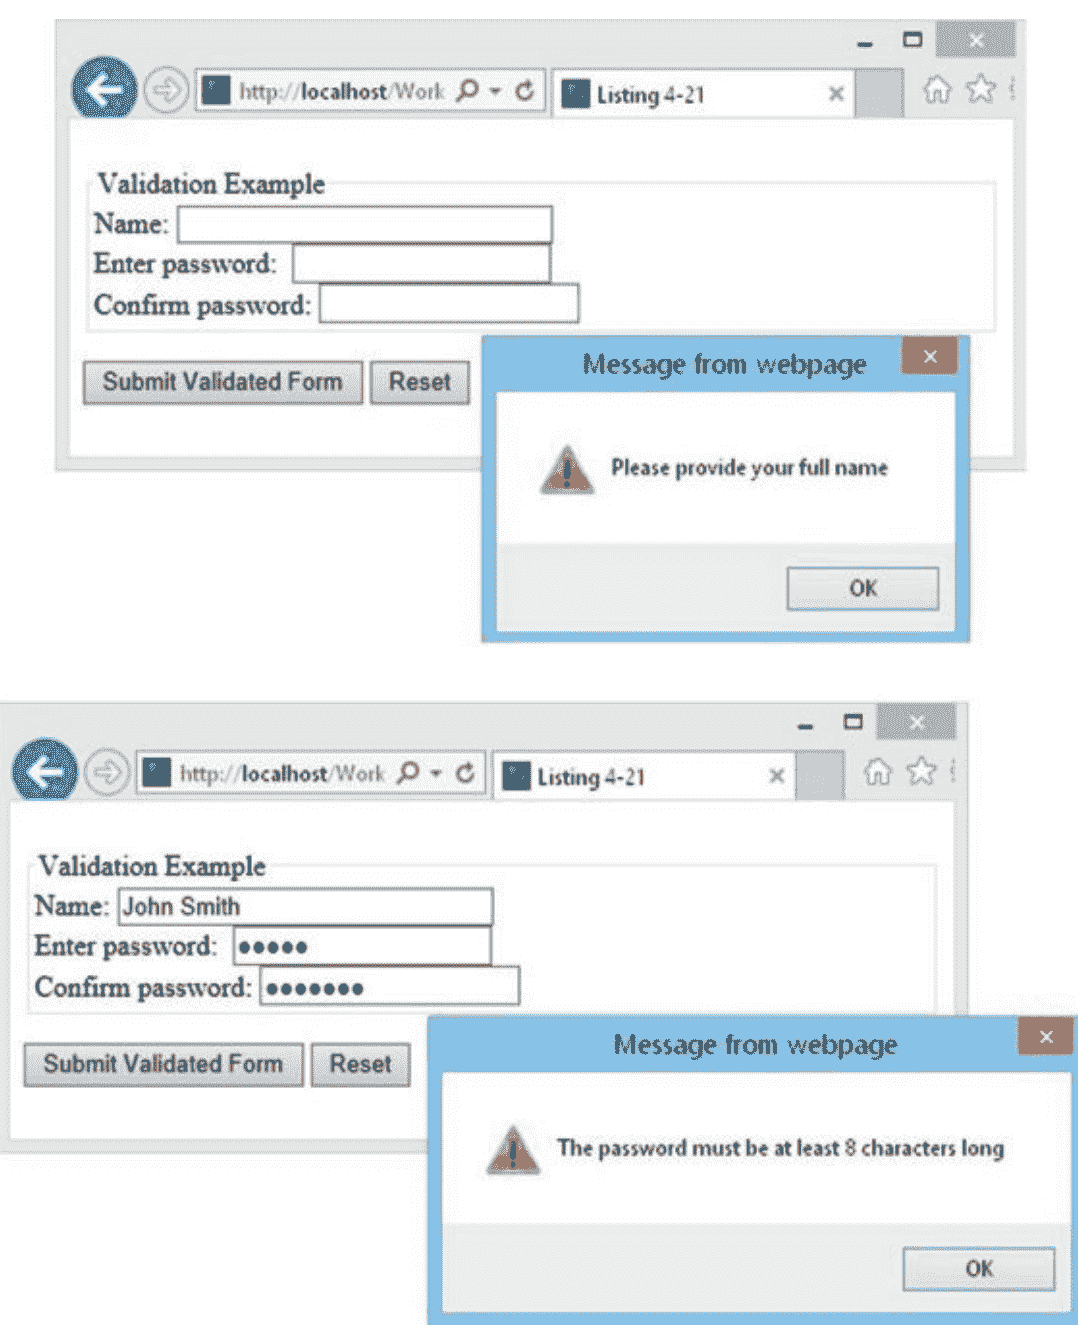 http://localhost/Work
Listing 4-21
Validation Example
Name:
Enter password:
Confirm password:
Submit Validated Form
Reset
Message from webpage
Please provide your full name
OK
http://localhost/Work
Listing 4-21
Validation Example
Name: John Smith
Enter password: •••••
Confirm password: •••••••
Submit Validated Form
Reset
Message from webpage
The password must be at least 8 characters long
OK